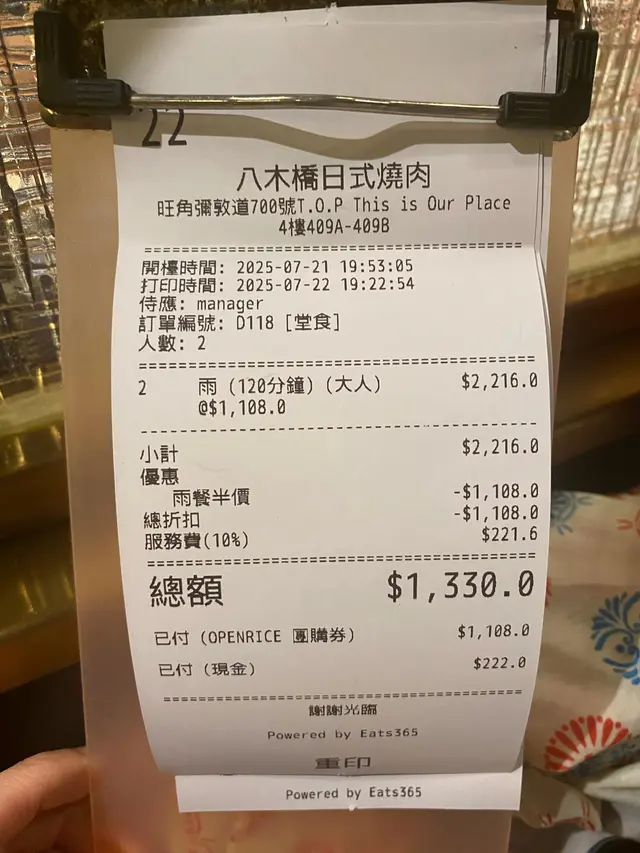 22
八木橋日式燒肉
旺角彌敦道700號T.O.P This is Our Place
4樓409A-409B
開檯時間: 2025-07-21 19:53:05
打印時間: 2025-07-22 19:22:54
侍應: manager
訂單編號: D118 [堂食]
人數: 2
2 雨 (120分鐘) (大人) $2,216.0
@$1,108.0
小計 $2,216.0
優惠
雨餐半價 -$1,108.0
總折扣 -$1,108.0
服務費(10%) $221.6
總額 $1,330.0
已付 (OPENRICE 團購券) $1,108.0
已付 (現金) $222.0
謝謝光臨
Powered by Eats365
重印
Powered by Eats365